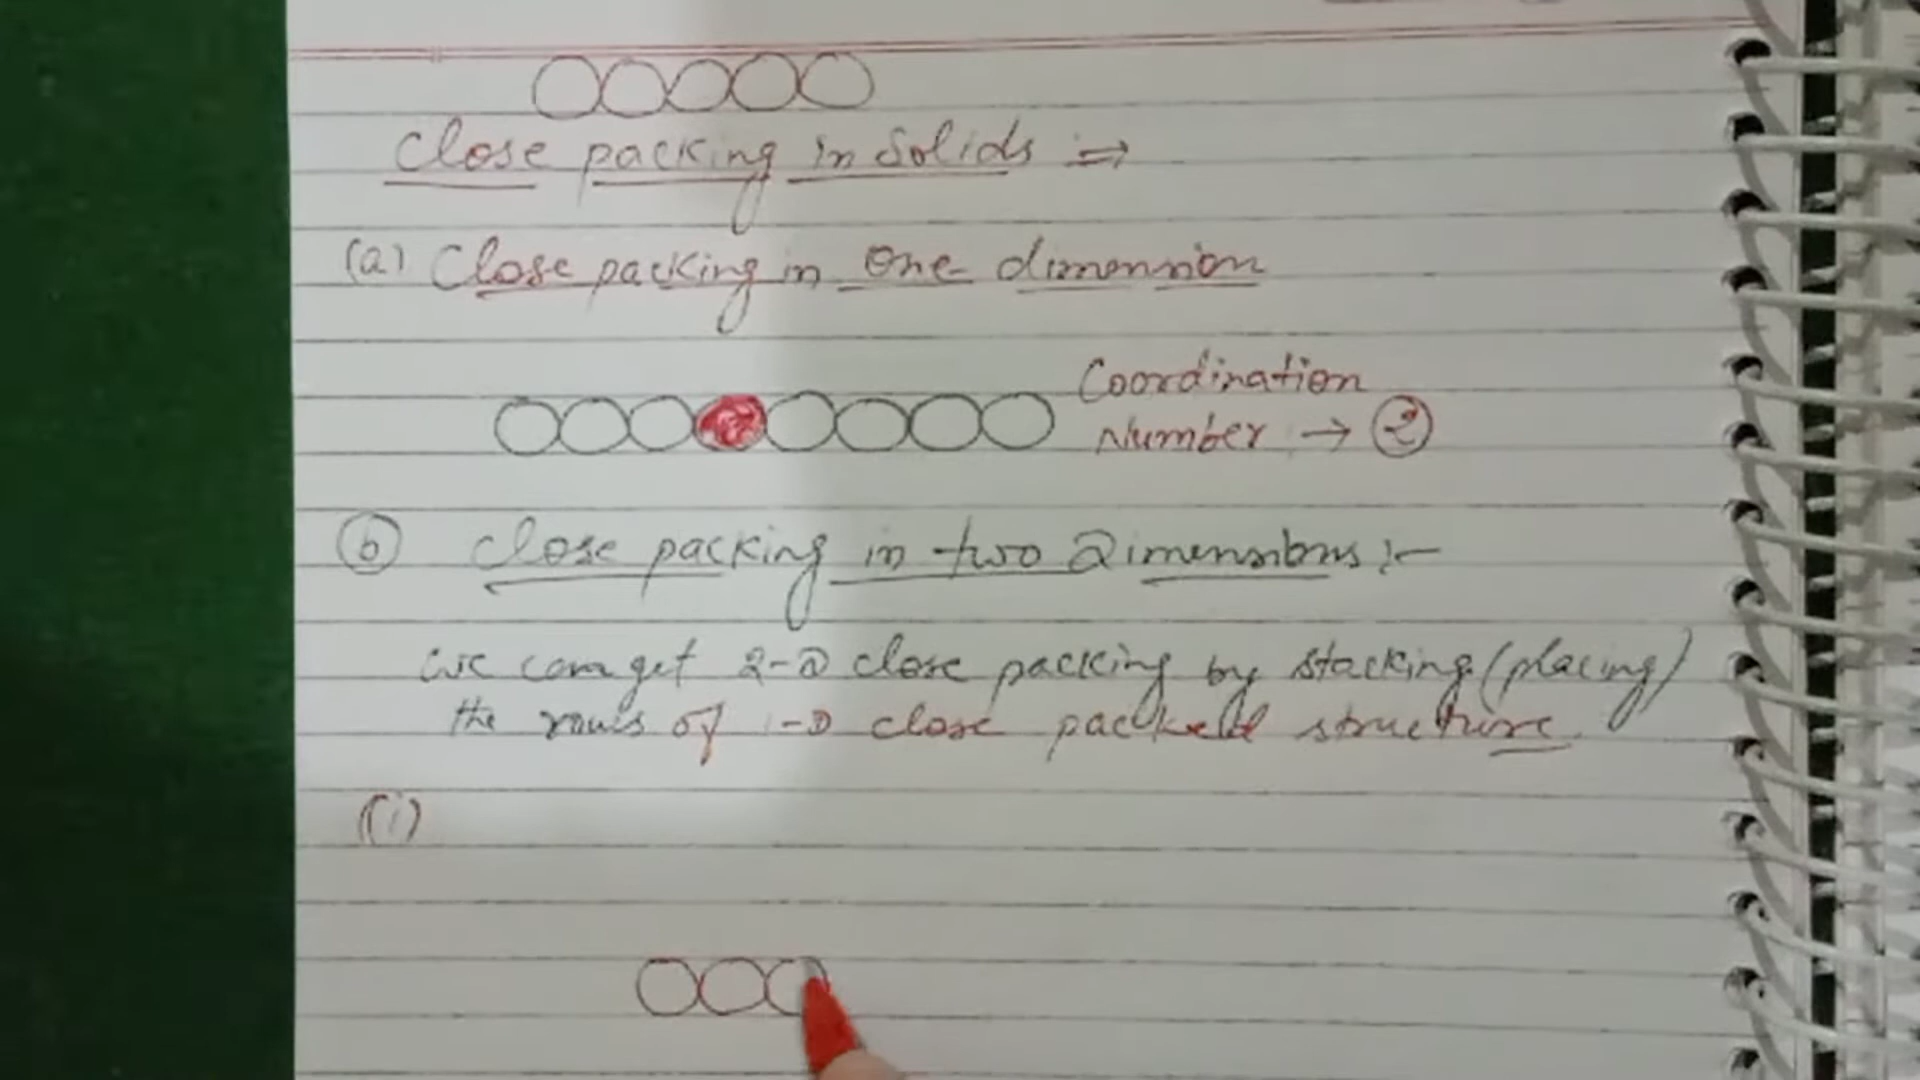 Close packing in Solids ⇒
(a) Close packing in One dimension
Coordination
Number → 2
(b) Close packing in two Dimensions :-
we can get 2-D close packing by stacking (placing)
the rows of 1-D close packed structure.
(i)